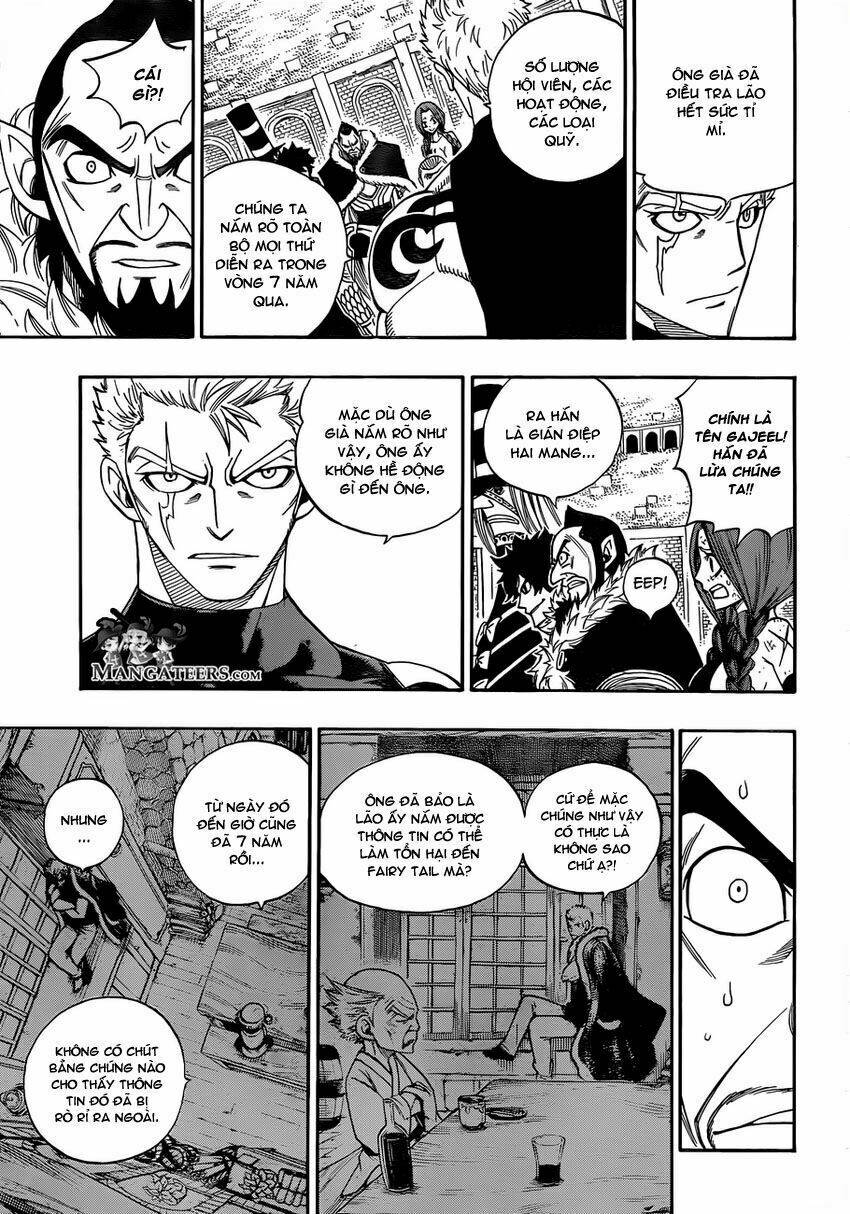 ÔNG GIÀ ĐÃ
ĐIỀU TRA LÃO
HẾT SỨC TỈ
MỈ.
SỐ LƯỢNG
HỘI VIÊN, CÁC
HOẠT ĐỘNG,
CÁC LOẠI
QUỸ.
CHÚNG TA
NẮM RÕ TOÀN
BỘ MỌI THỨ
DIỄN RA TRONG
VÒNG 7 NĂM
QUA.
CÁI
GÌ?!
CHÍNH LÀ
TÊN GAJEEL!
HẮN ĐÃ
LỪA CHÚNG
TA!!
RA HẮN
LÀ GIÁN ĐIỆP
HAI MANG...
EEP!
MẶC DÙ ÔNG
GIÀ NẮM RÕ NHƯ
VẬY, ÔNG ẤY
KHÔNG HỀ ĐỘNG
GÌ ĐẾN ÔNG.
MANGATEERS.COM
CỨ ĐỂ MẶC
CHÚNG NHƯ VẬY
CÓ THỰC LÀ
KHÔNG SAO
CHỨ Ạ?!
ÔNG ĐÃ BẢO LÀ
LÃO ẤY NẮM ĐƯỢC
THÔNG TIN CÓ THỂ
LÀM TỔN HẠI ĐẾN
FAIRY TAIL MÀ?
TỪ NGÀY ĐÓ
ĐẾN GIỜ CŨNG
ĐÃ 7 NĂM
RỒI...
NHƯNG
...
KHÔNG CÓ CHÚT
BẰNG CHỨNG NÀO
CHO THẤY THÔNG
TIN ĐÓ ĐÃ BỊ
RÒ RỈ RA NGOÀI.